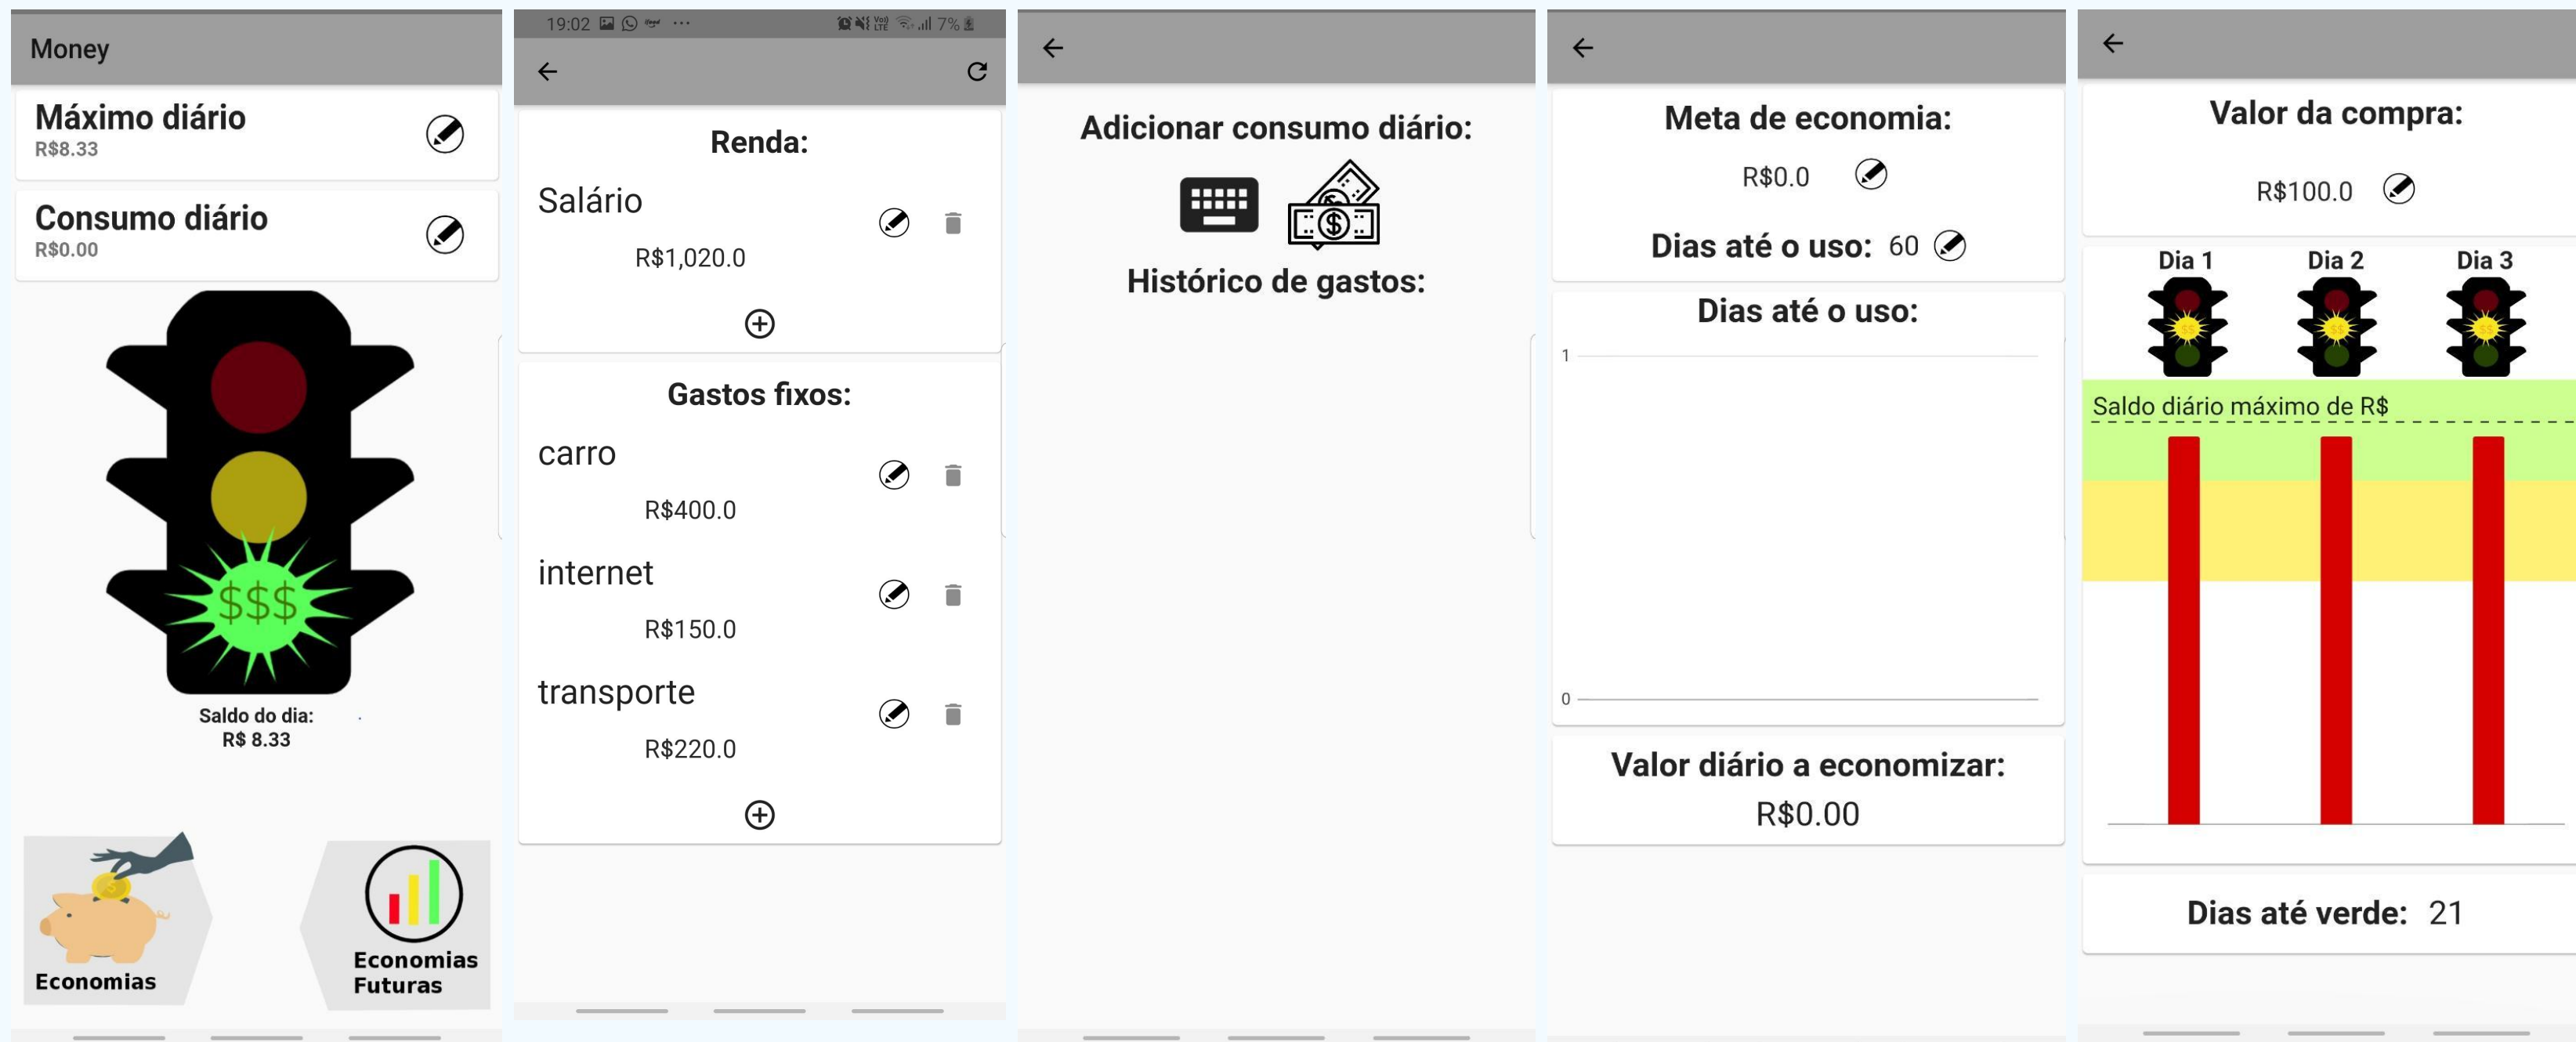 Money
Máximo diário
R$8.33
Consumo diário
R$0.00
$$$
Saldo do dia:
R$ 8.33
Economias
Economias
Futuras
19:02
Vo)) LTE 7%
Renda:
Salário
R$1,020.0
Gastos fixos:
carro
R$400.0
internet
R$150.0
transporte
R$220.0
Adicionar consumo diário:
Histórico de gastos:
Meta de economia:
R$0.0
Dias até o uso: 60
Dias até o uso:
1
0
Valor diário a economizar:
R$0.00
Valor da compra:
R$100.0
Dia 1 Dia 2 Dia 3
$$ $$ $$
Saldo diário máximo de R$
Dias até verde: 21